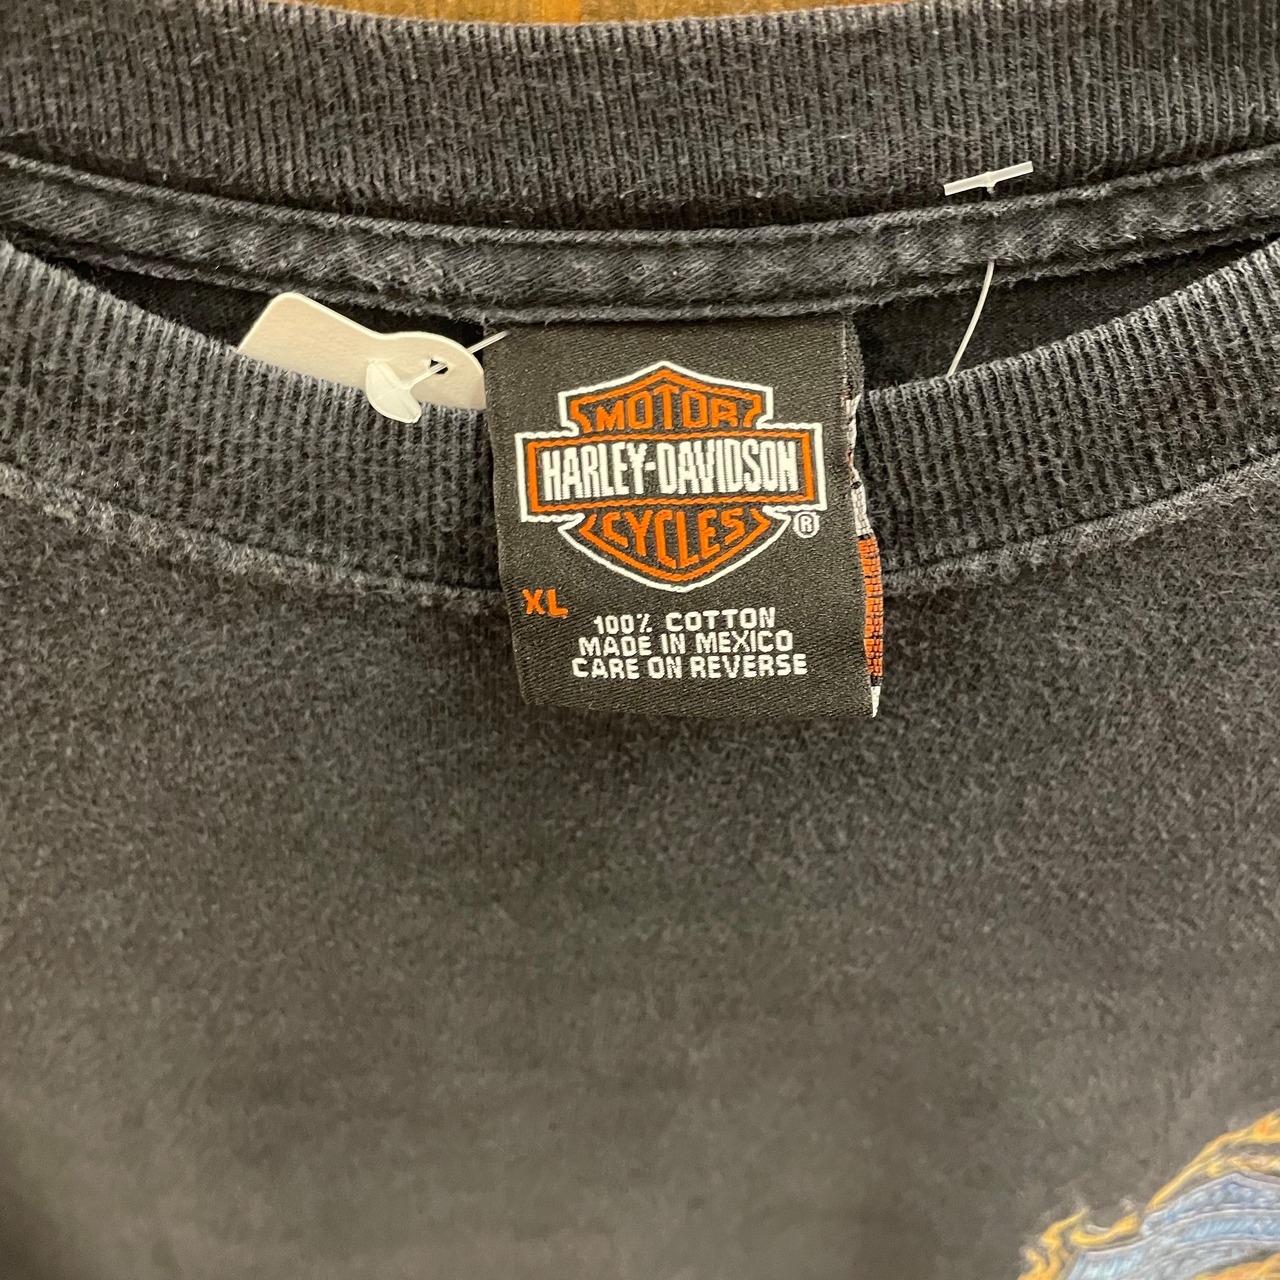 MOTOR
HARLEY-DAVIDSON
CYCLES
®
XL
100% COTTON
MADE IN MEXICO
CARE ON REVERSE